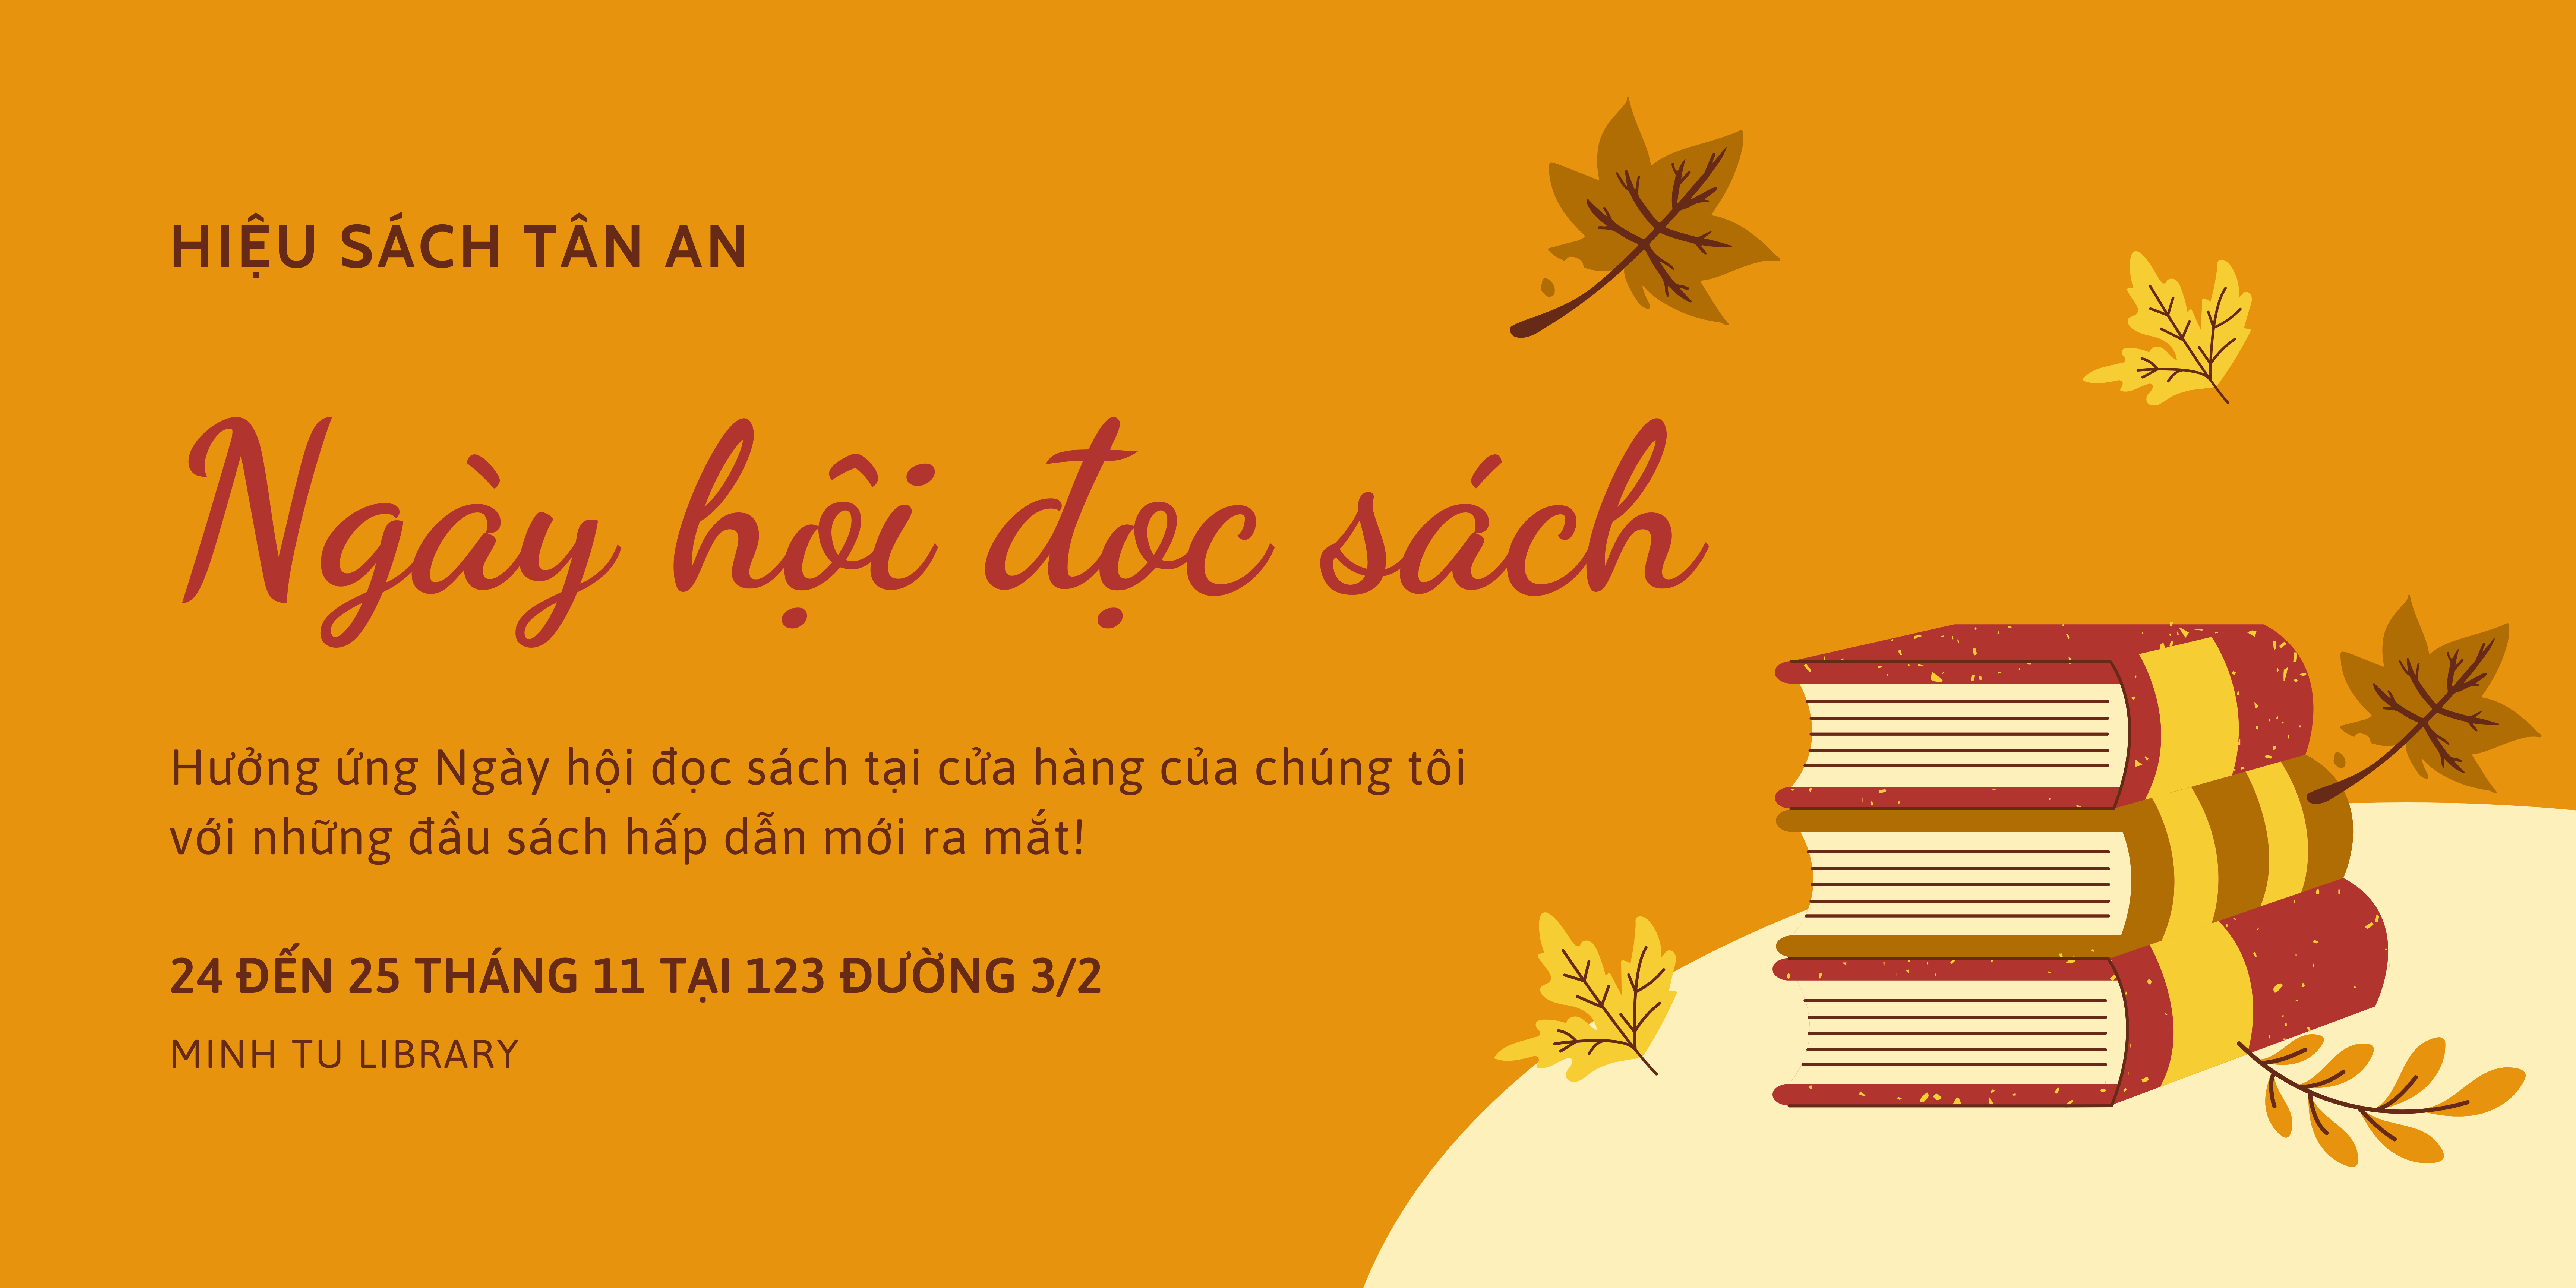 HIỆU SÁCH TÂN AN
Ngày hội đọc sách
Hưởng ứng Ngày hội đọc sách tại cửa hàng của chúng tôi
với những đầu sách hấp dẫn mới ra mắt!
24 ĐẾN 25 THÁNG 11 TẠI 123 ĐƯỜNG 3/2
MINH TU LIBRARY